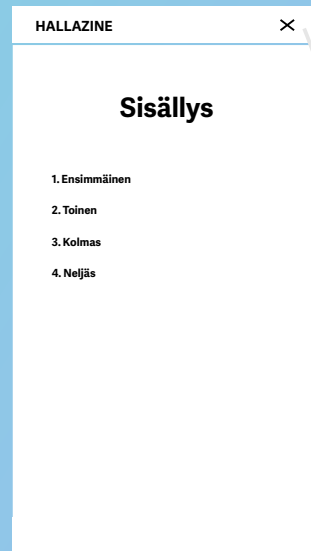 HALLAZINE
Sisällys
1. Ensimmäinen
2. Toinen
3. Kolmas
4. Neljäs